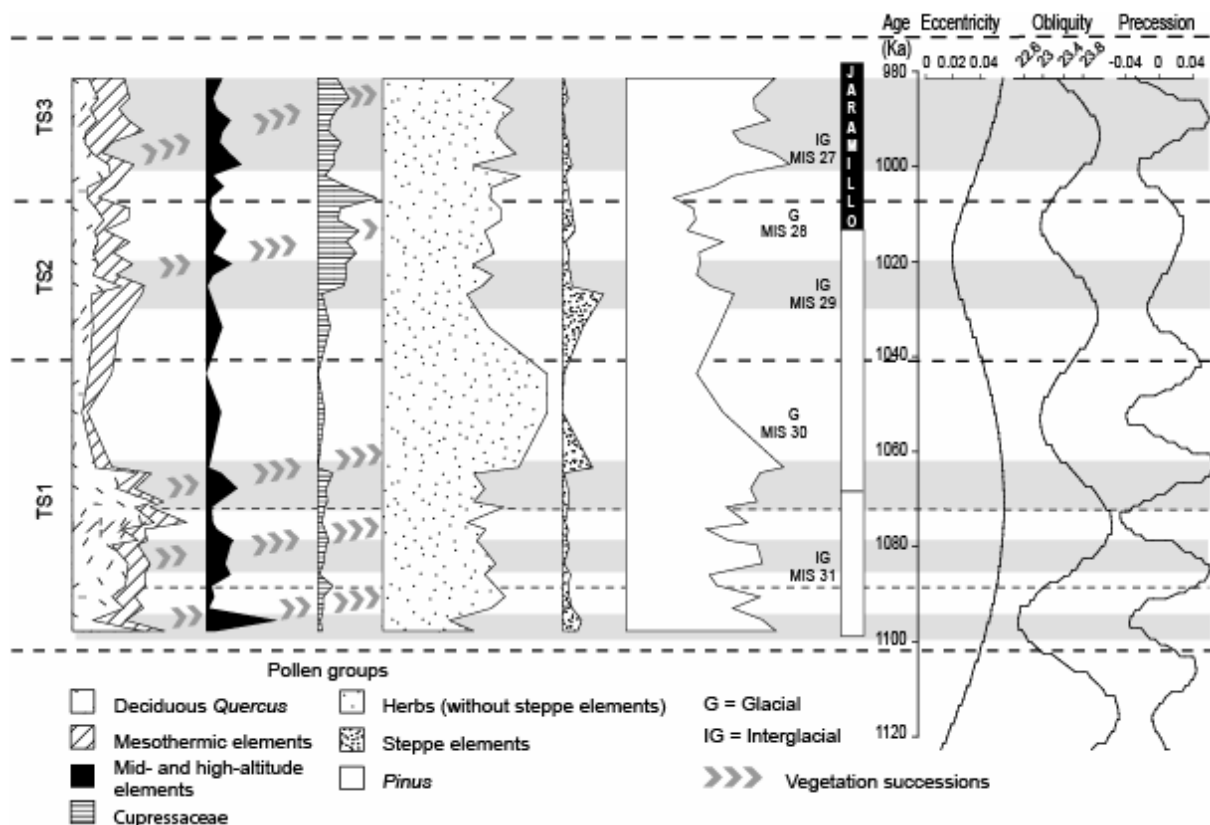 Age Eccentricity Obliquity Precession
(Ka) 0 0.02 0.04 22.6 23 23.4 23.8 -0.04 0 0.04
980
JARAMILLO
TS3
IG
MIS 27
1000
G
MIS 28
TS2
1020
IG
MIS 29
1040
G
MIS 30
1060
TS1
1080
IG
MIS 31
1100
Pollen groups
Deciduous Quercus
Herbs (without steppe elements)
G = Glacial
1120
Mesothermic elements
Steppe elements
IG = Interglacial
Mid- and high-altitude
elements
Pinus
Vegetation successions
Cupressaceae